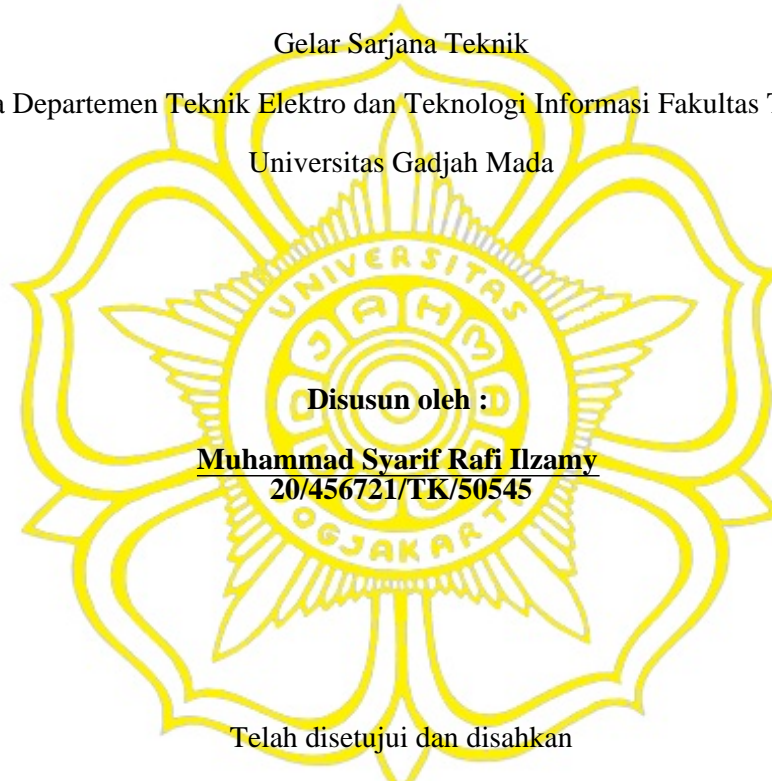 Gelar Sarjana Teknik
Departemen Teknik Elektro dan Teknologi Informasi Fakultas
Universitas Gadjah Mada
UNIVERSITAS
Disusun oleh :
Muhammad Syarif Rafi Ilzamy
20/456721/TK/50545
OGJAKART
Telah disetujui dan disahkan